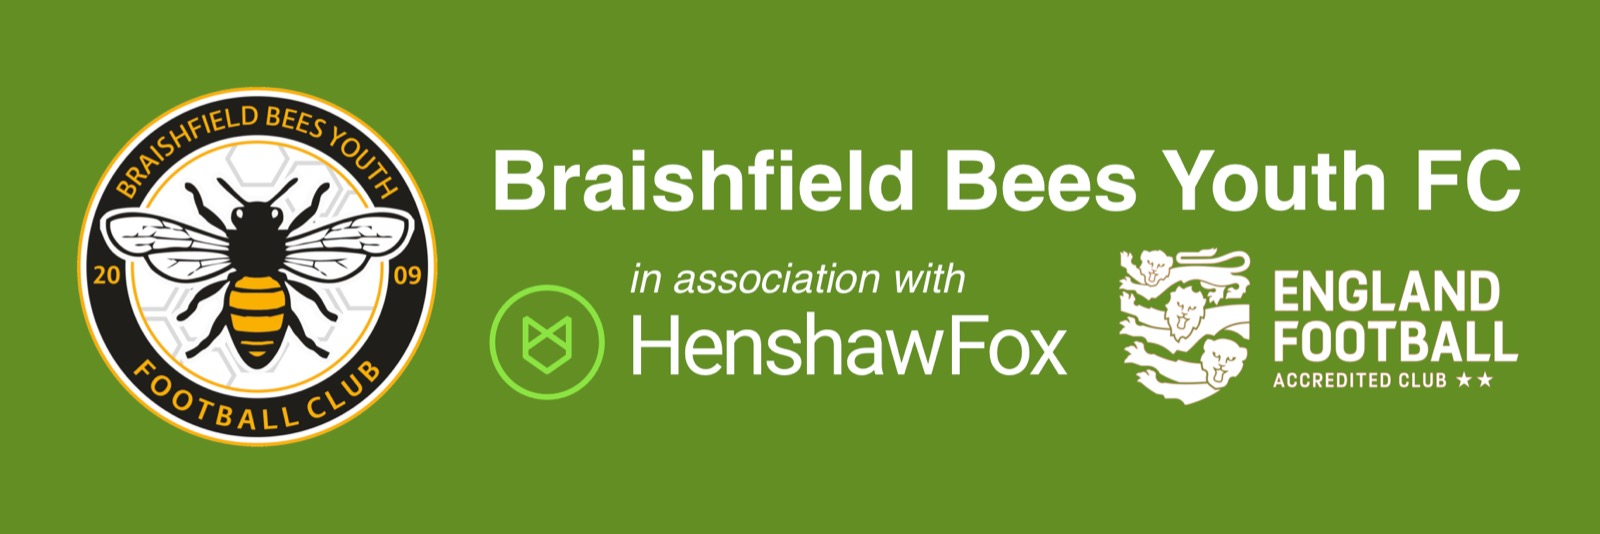 BRAISHFIELD BEES YOUTH
20 09
FOOTBALL CLUB
Braishfield Bees Youth FC
in association with
HenshawFox
ENGLAND
FOOTBALL
ACCREDITED CLUB ★★